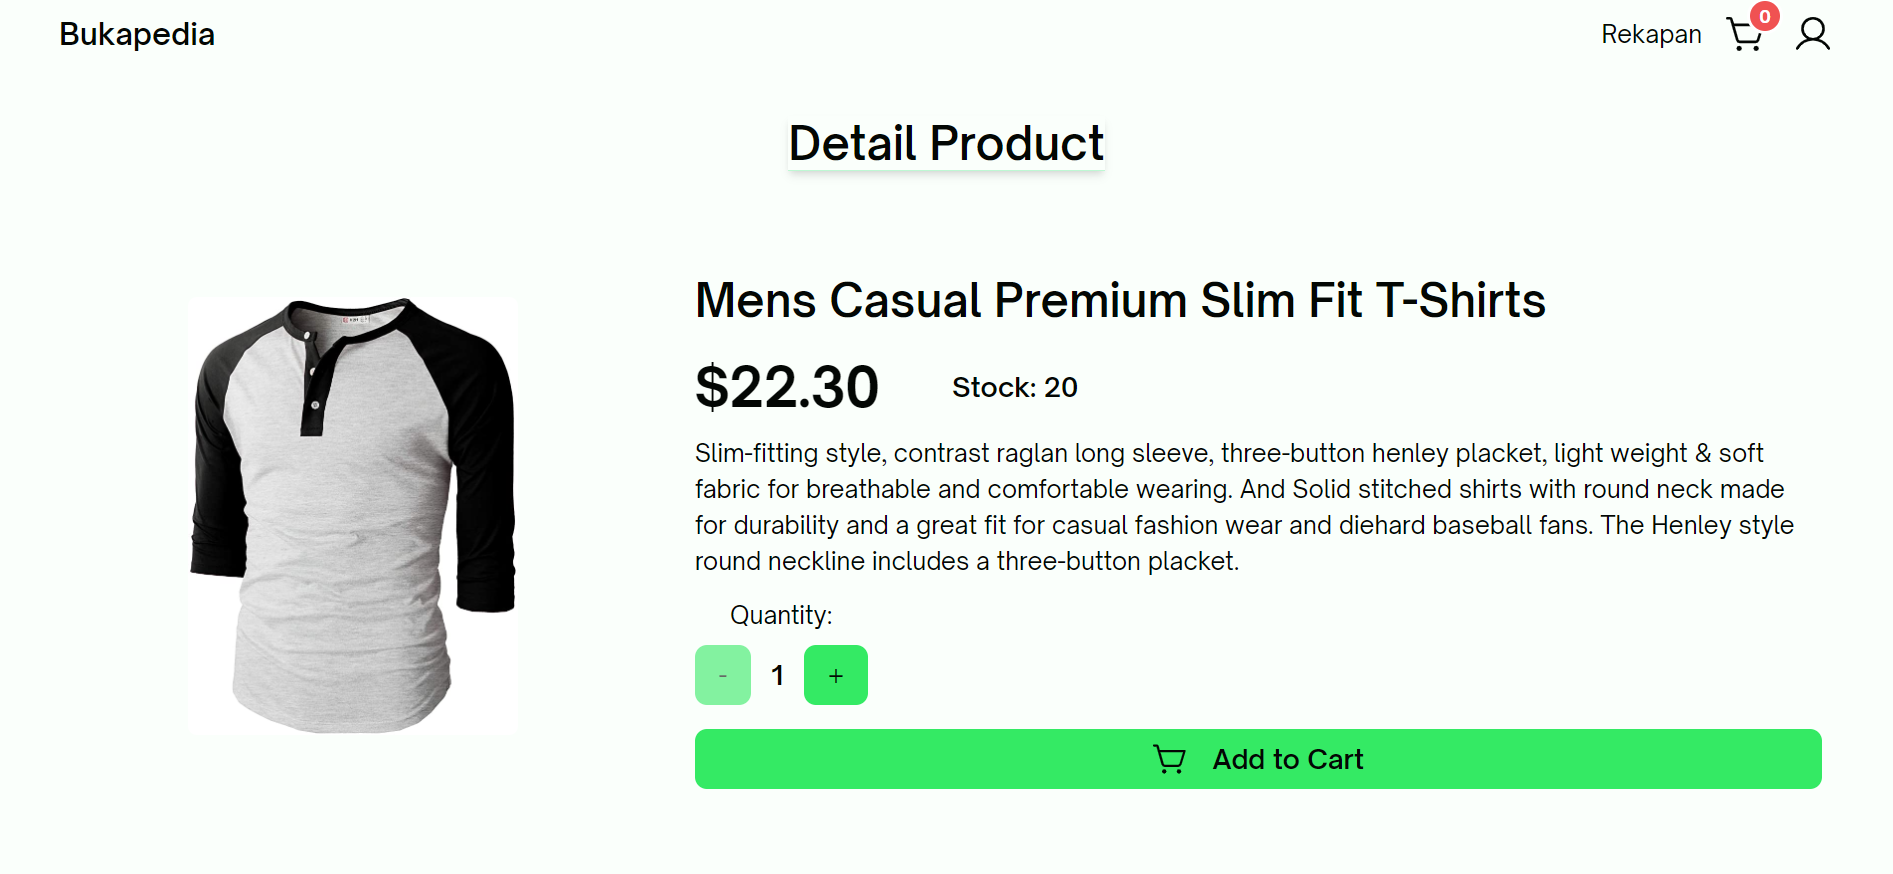 Bukapedia
Rekapan
0
Detail Product
Mens Casual Premium Slim Fit T-Shirts
$22.30
Stock: 20
Slim-fitting style, contrast raglan long sleeve, three-button henley placket, light weight & soft
fabric for breathable and comfortable wearing. And Solid stitched shirts with round neck made
for durability and a great fit for casual fashion wear and diehard baseball fans. The Henley style
round neckline includes a three-button placket.
Quantity:
- 1 +
Add to Cart